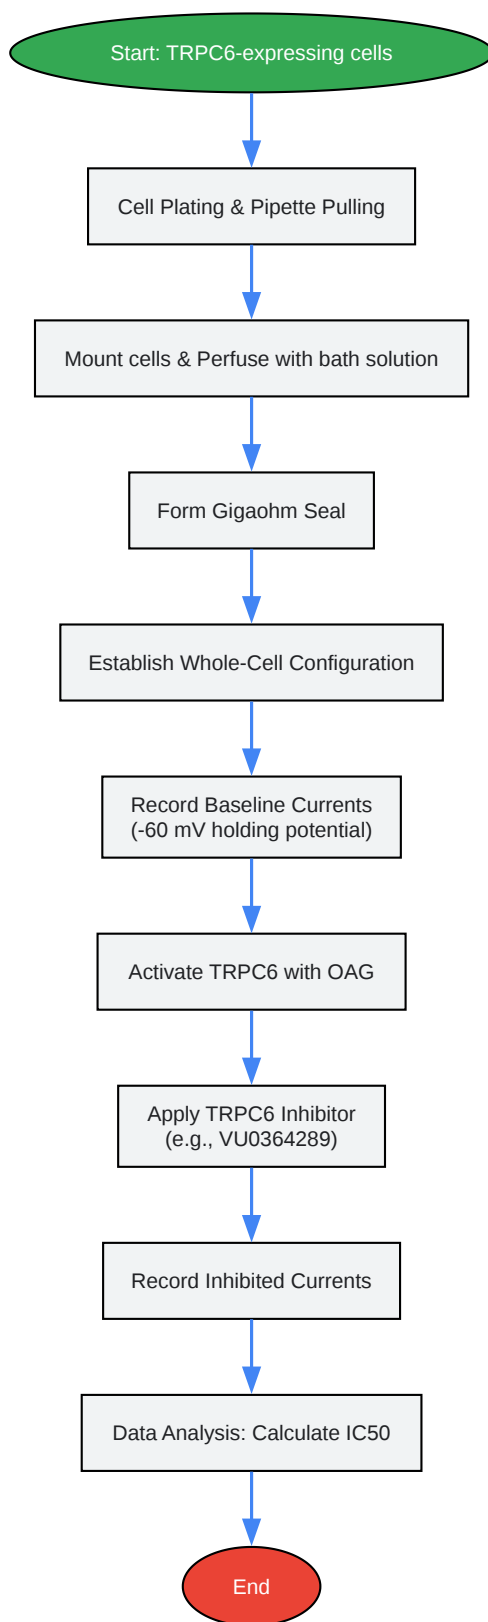 Start: TRPC6-expressing cells
Cell Plating & Pipette Pulling
Mount cells & Perfuse with bath solution
Form Gigaohm Seal
Establish Whole-Cell Configuration
Record Baseline Currents
(-60 mV holding potential)
Activate TRPC6 with OAG
Apply TRPC6 Inhibitor
(e.g., VU0364289)
Record Inhibited Currents
Data Analysis: Calculate IC50
End